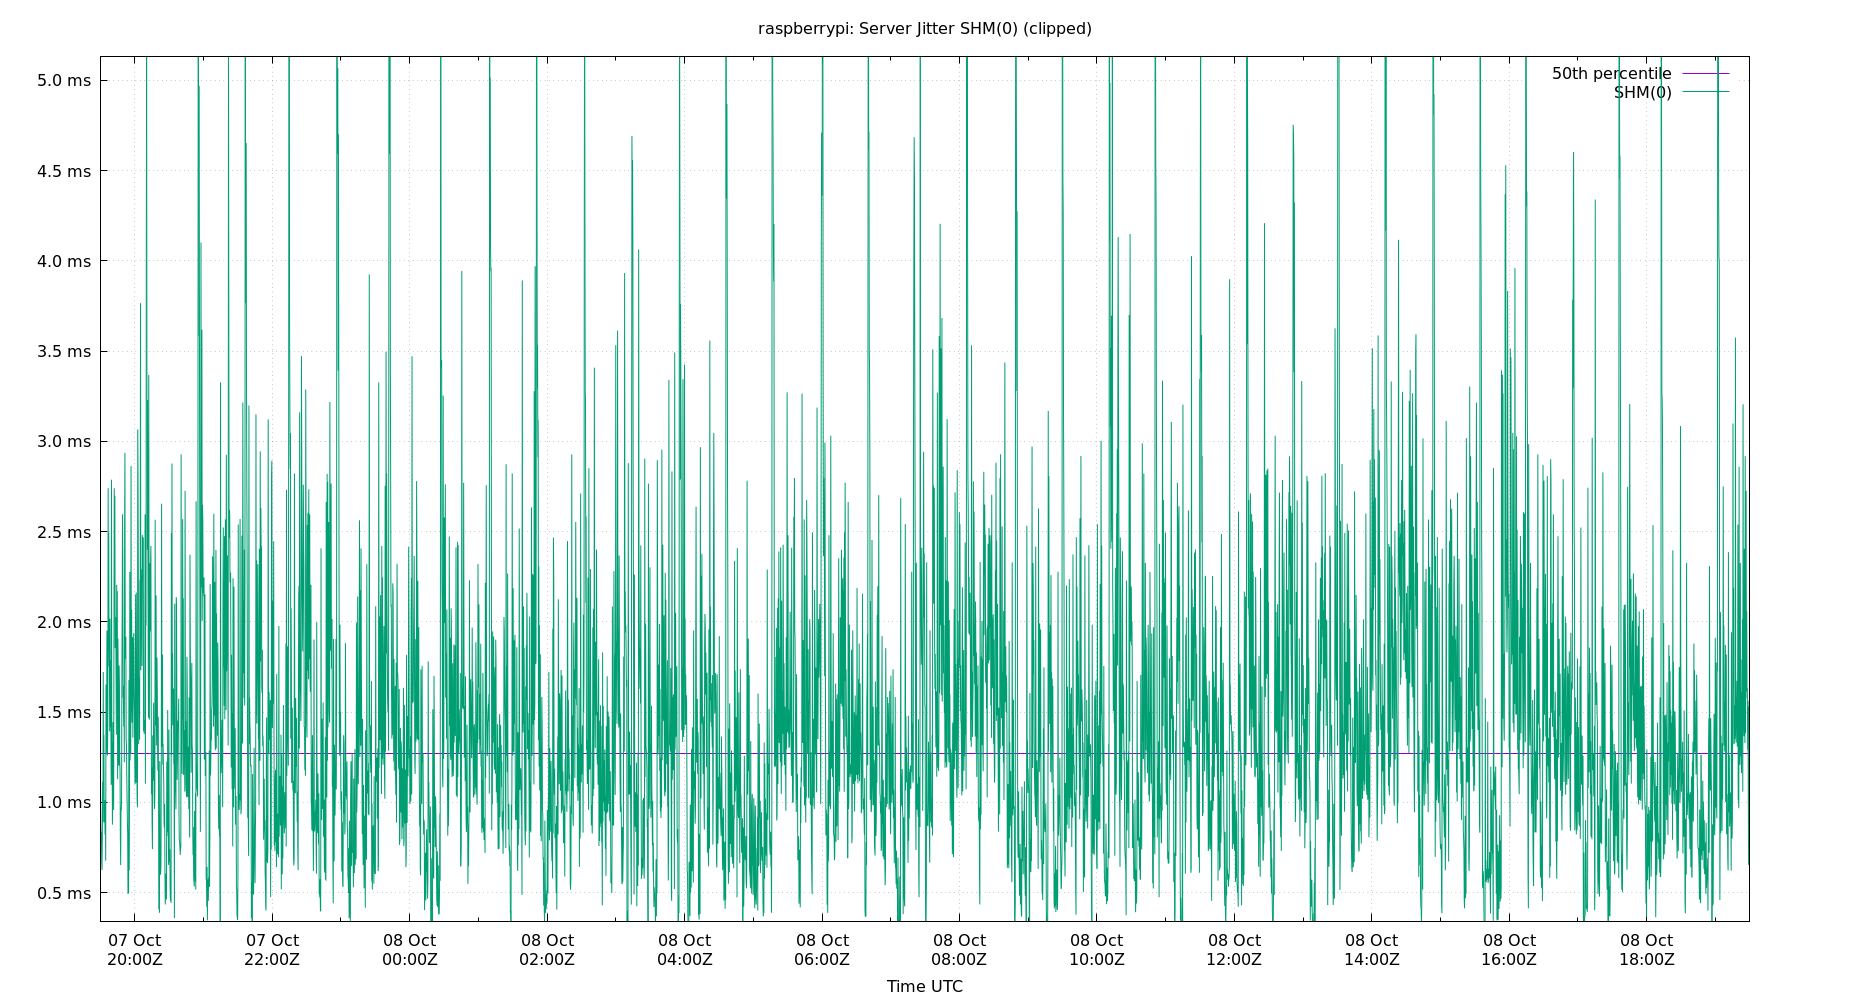 raspberrypi: Server Jitter SHM(0) (clipped)
50th percentile
SHM(0)
5.0 ms
4.5 ms
4.0 ms
3.5 ms
3.0 ms
2.5 ms
2.0 ms
1.5 ms
1.0 ms
0.5 ms
07 Oct 07 Oct 08 Oct 08 Oct 08 Oct 08 Oct 08 Oct 08 Oct 08 Oct 08 Oct 08 Oct 08 Oct
20:00Z 22:00Z 00:00Z 02:00Z 04:00Z 06:00Z 08:00Z 10:00Z 12:00Z 14:00Z 16:00Z 18:00Z
Time UTC